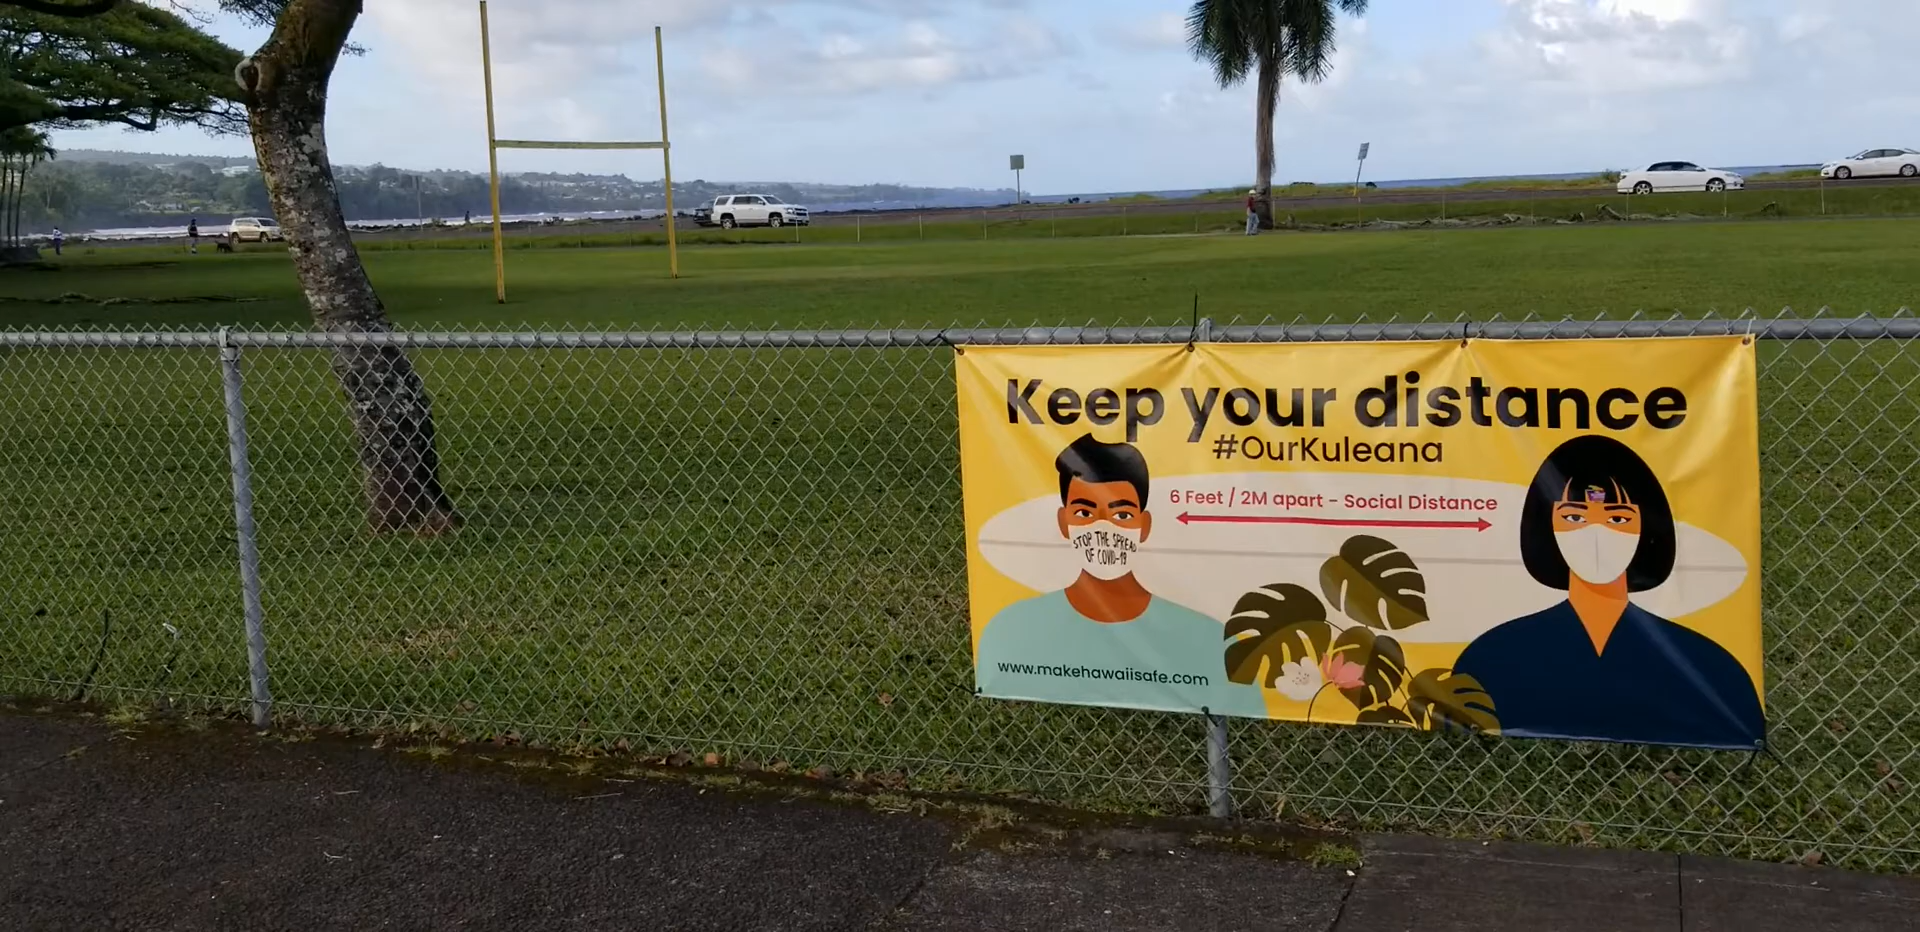 Keep your distance
#OurKuleana
6 Feet / 2M apart - Social Distance
STOP THE SPREAD
OF COVID-19
www.makehawaiisafe.com